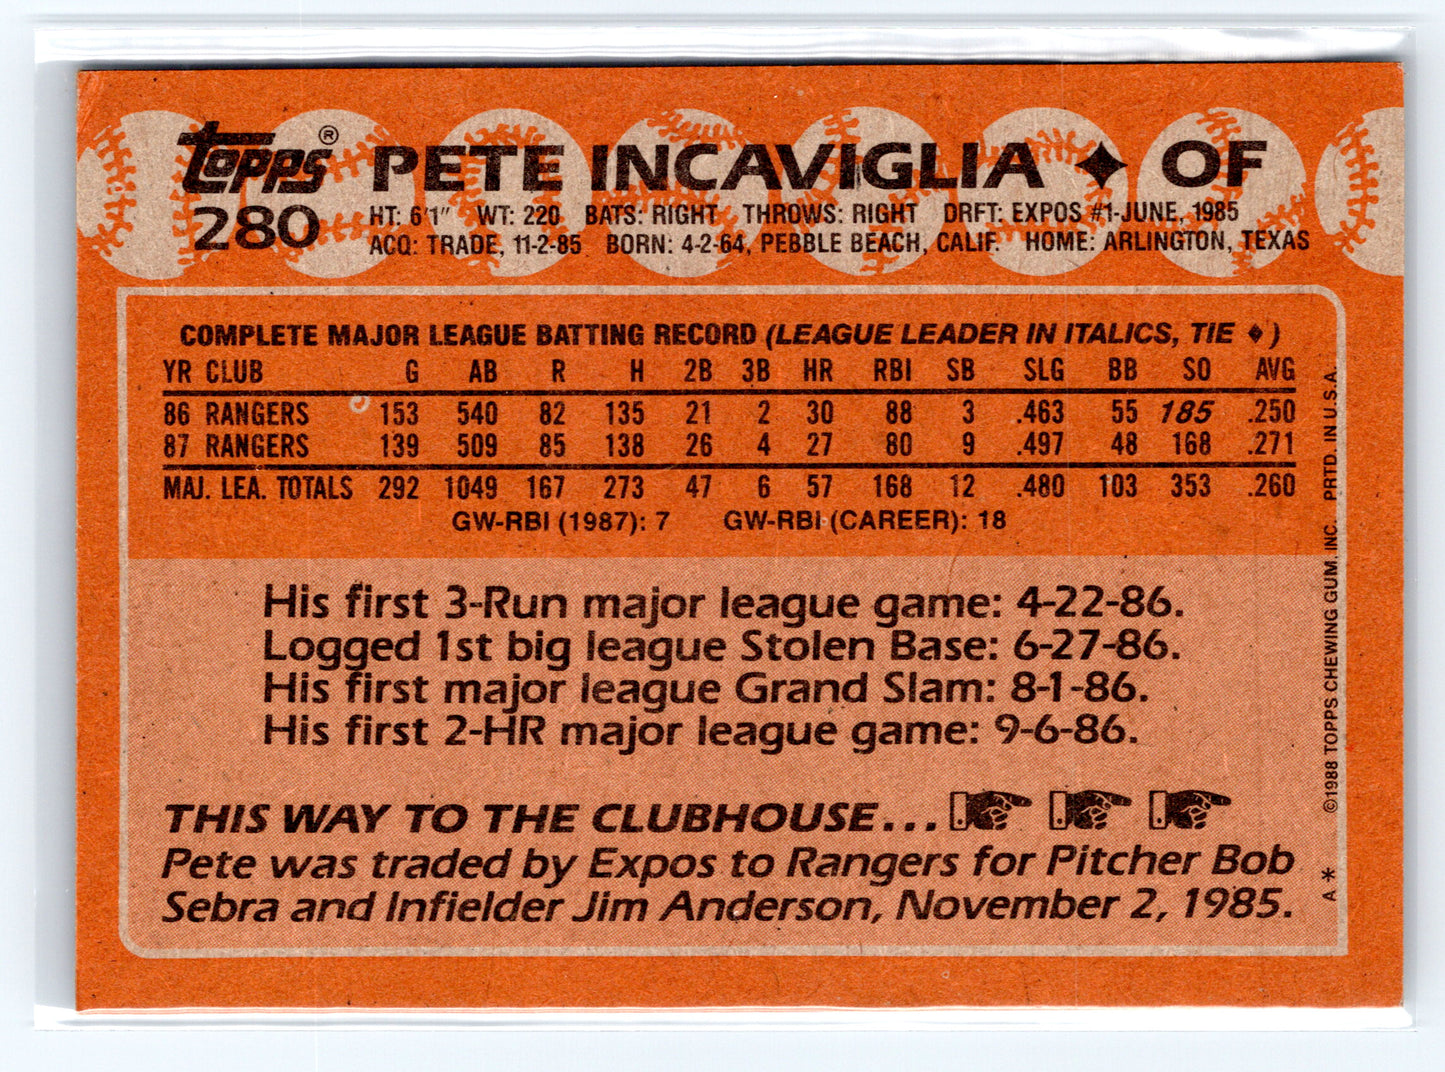 Topps® PETE INCAVIGLIA ♦ OF
280 HT: 6'1" WT: 220 BATS: RIGHT THROWS: RIGHT DRFT: EXPOS #1-JUNE, 1985
ACQ: TRADE, 11-2-85 BORN: 4-2-64, PEBBLE BEACH, CALIF. HOME: ARLINGTON, TEXAS
COMPLETE MAJOR LEAGUE BATTING RECORD (LEAGUE LEADER IN ITALICS, TIE ♦)
YR CLUB G AB R H 2B 3B HR RBI SB SLG BB SO AVG
86 RANGERS 153 540 82 135 21 2 30 88 3 .463 55 185 .250
87 RANGERS 139 509 85 138 26 4 27 80 9 .497 48 168 .271
MAJ. LEA. TOTALS 292 1049 167 273 47 6 57 168 12 .480 103 353 .260
GW-RBI (1987): 7 GW-RBI (CAREER): 18
His first 3-Run major league game: 4-22-86.
Logged 1st big league Stolen Base: 6-27-86.
His first major league Grand Slam: 8-1-86.
His first 2-HR major league game: 9-6-86.
THIS WAY TO THE CLUBHOUSE...
Pete was traded by Expos to Rangers for Pitcher Bob
Sebra and Infielder Jim Anderson, November 2, 1985.
A* ©1988 TOPPS CHEWING GUM, INC. PRTD. IN U.S.A.